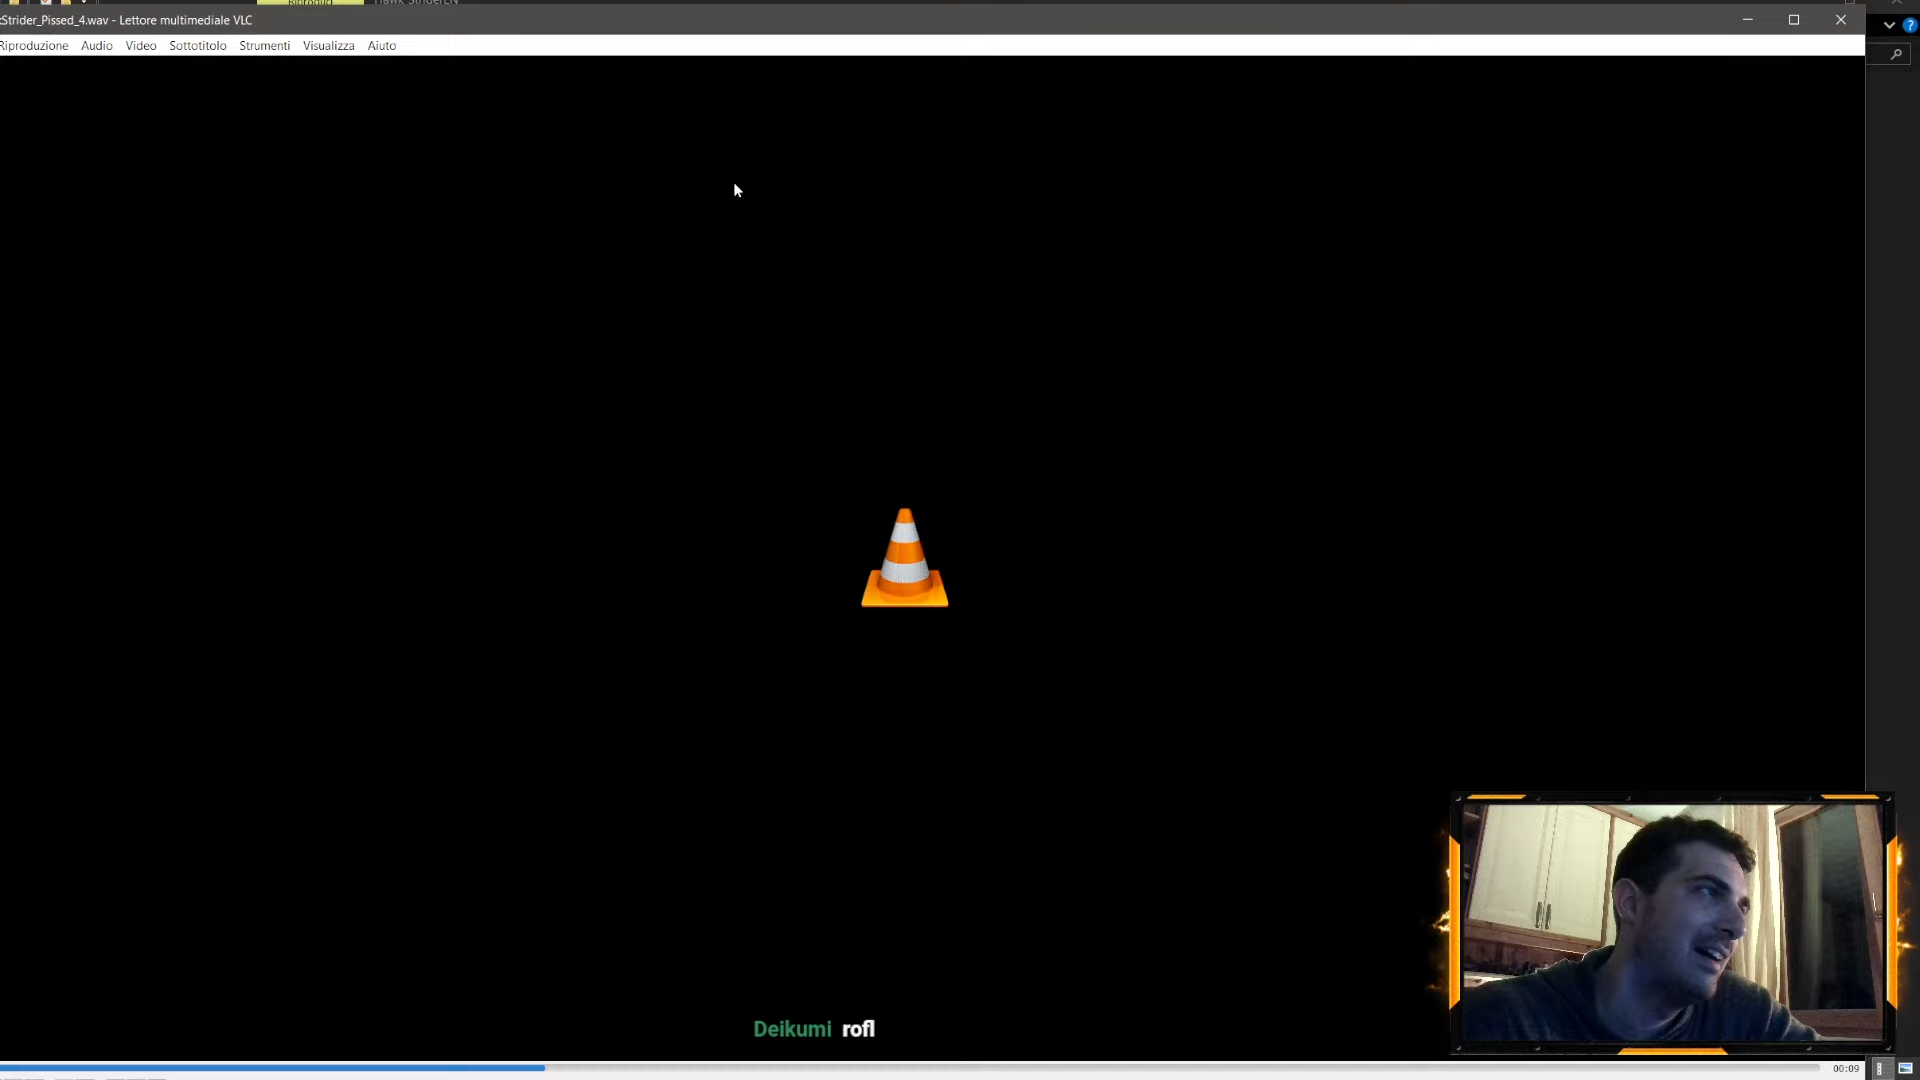 Strider_Pissed_4.wav - Lettore multimediale VLC
Riproduzione Audio Video Sottotitolo Strumenti Visualizza Aiuto
Deikumi rofl
00:09